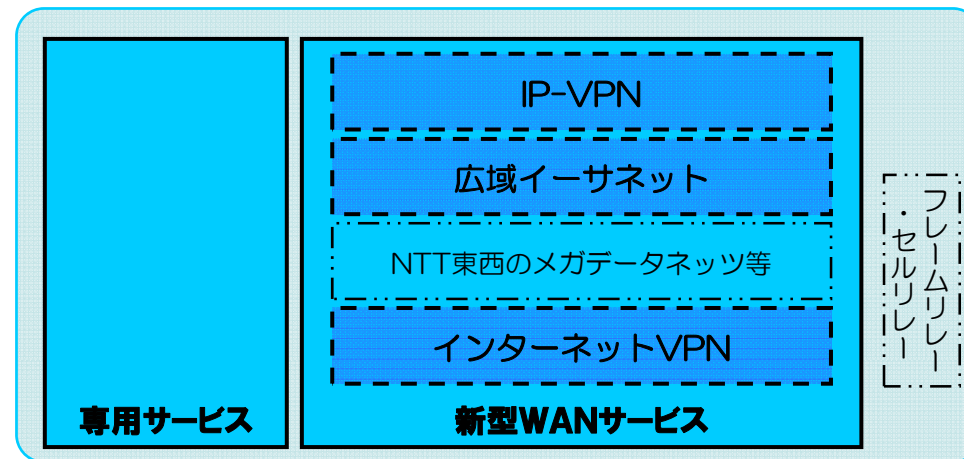 IP-VPN
広域イーサネット
NTT東西のメガデータネッツ等
インターネットVPN
専用サービス
新型WANサービス
フレームリレー
・セルリレー